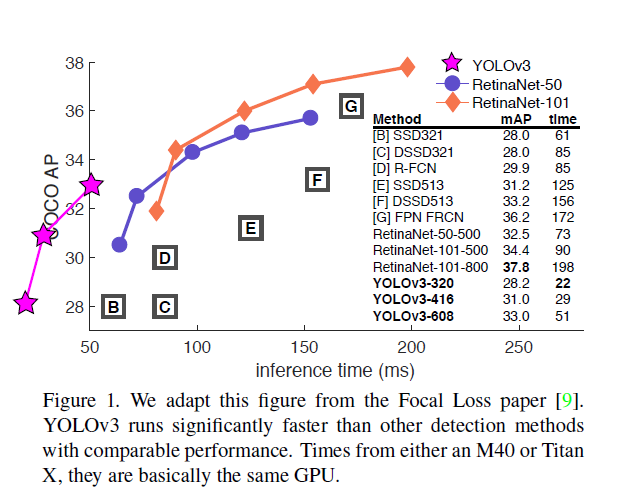 38
36
34
32
30
28
COCO AP
50
100
150
200
250
inference time (ms)
B
C
D
E
F
G
YOLOv3
RetinaNet-50
RetinaNet-101
Method mAP time
[B] SSD321 28.0 61
[C] DSSD321 28.0 85
[D] R-FCN 29.9 85
[E] SSD513 31.2 125
[F] DSSD513 33.2 156
[G] FPN FRCN 36.2 172
RetinaNet-50-500 32.5 73
RetinaNet-101-500 34.4 90
RetinaNet-101-800 37.8 198
YOLOv3-320 28.2 22
YOLOv3-416 31.0 29
YOLOv3-608 33.0 51
Figure 1. We adapt this figure from the Focal Loss paper [9].
YOLOv3 runs significantly faster than other detection methods
with comparable performance. Times from either an M40 or Titan
X, they are basically the same GPU.